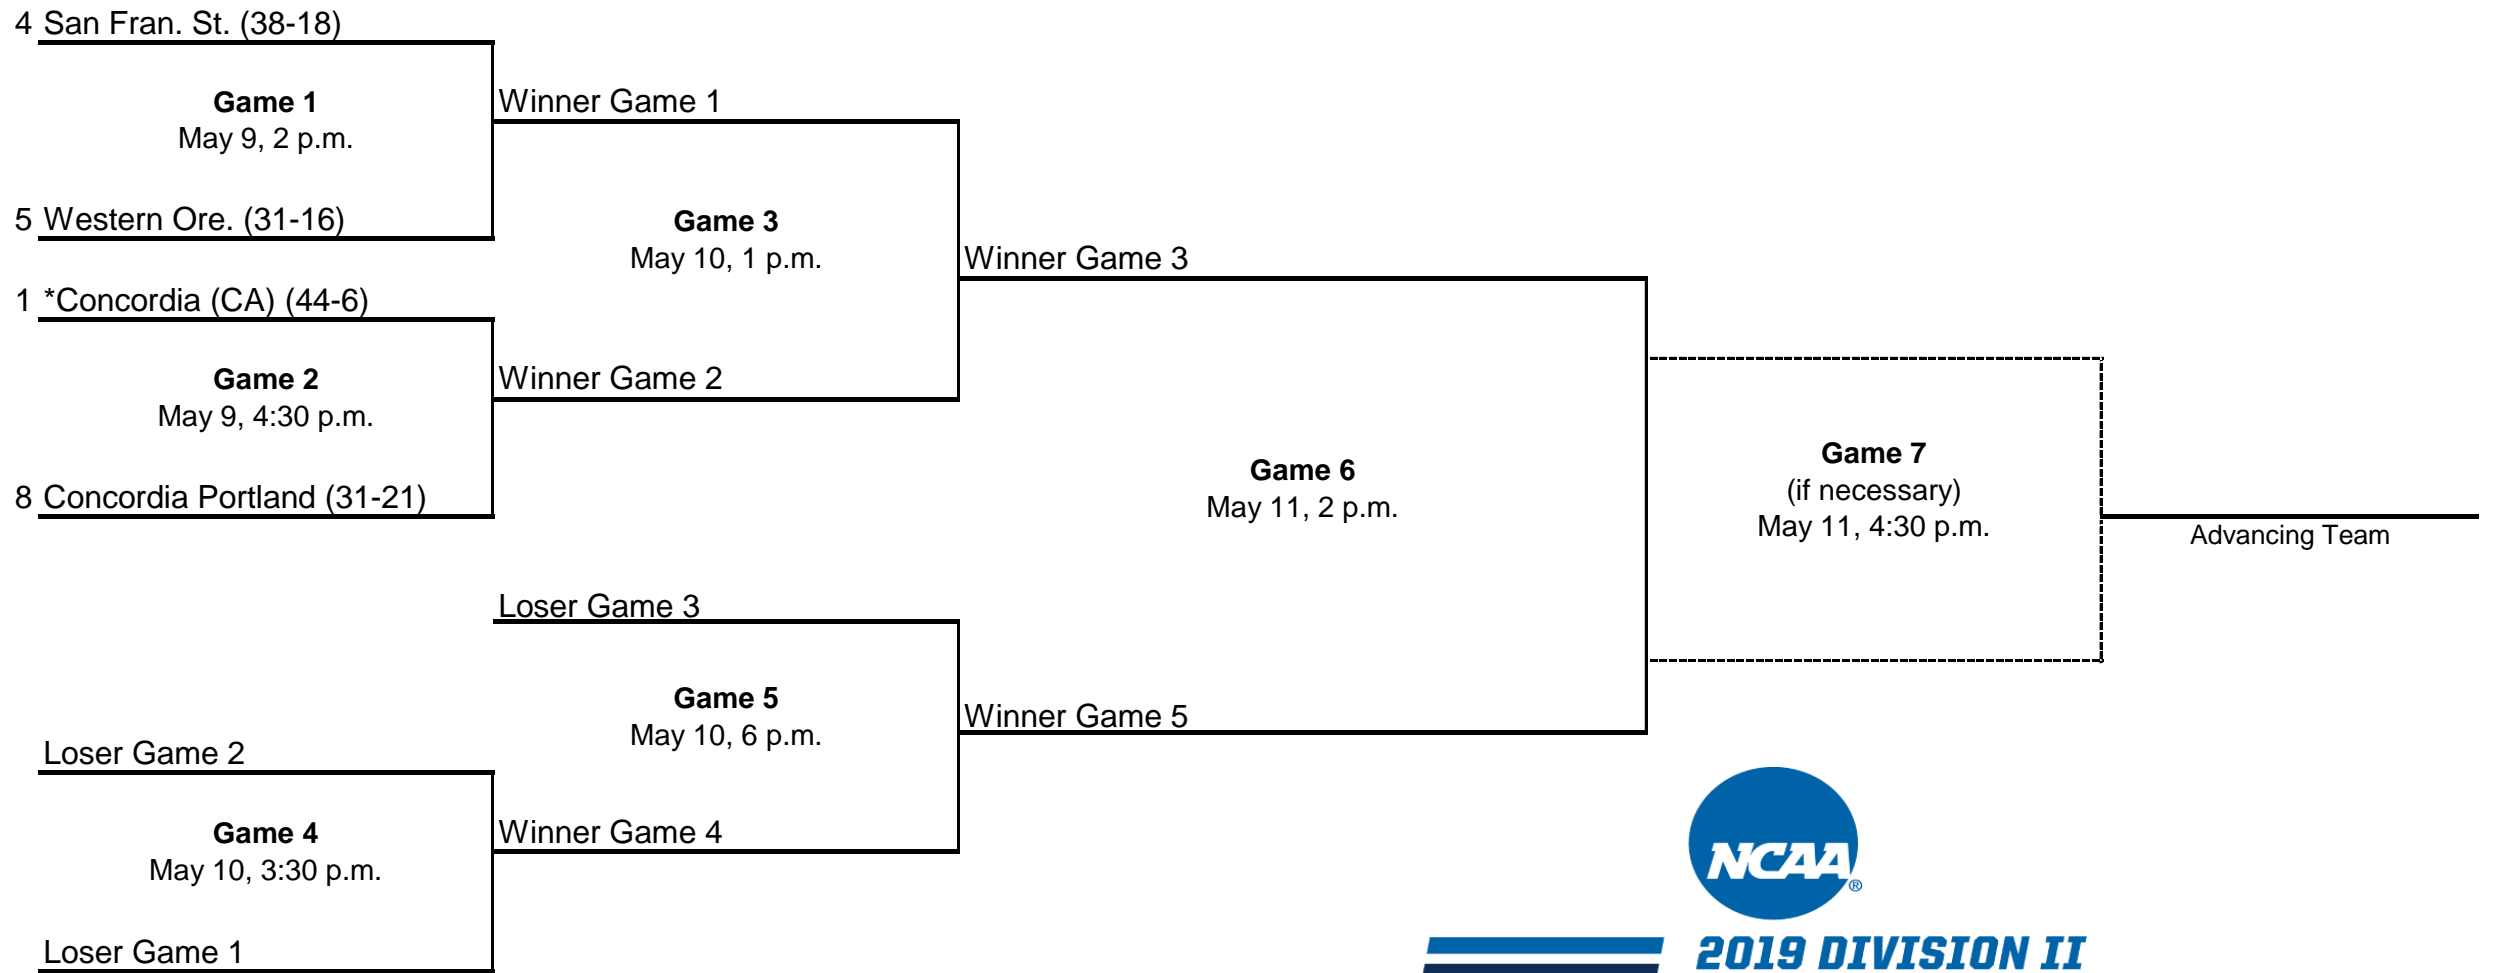 4 San Fran. St. (38-18)
Game 1
May 9, 2 p.m.
Winner Game 1
5 Western Ore. (31-16)
Game 3
May 10, 1 p.m.
Winner Game 3
1 *Concordia (CA) (44-6)
Game 2
May 9, 4:30 p.m.
Winner Game 2
8 Concordia Portland (31-21)
Game 6
May 11, 2 p.m.
Game 7
(if necessary)
May 11, 4:30 p.m.
Advancing Team
Loser Game 3
Game 5
May 10, 6 p.m.
Winner Game 5
Loser Game 2
Game 4
May 10, 3:30 p.m.
Winner Game 4
Loser Game 1
NCAA®
2019 DIVISION II